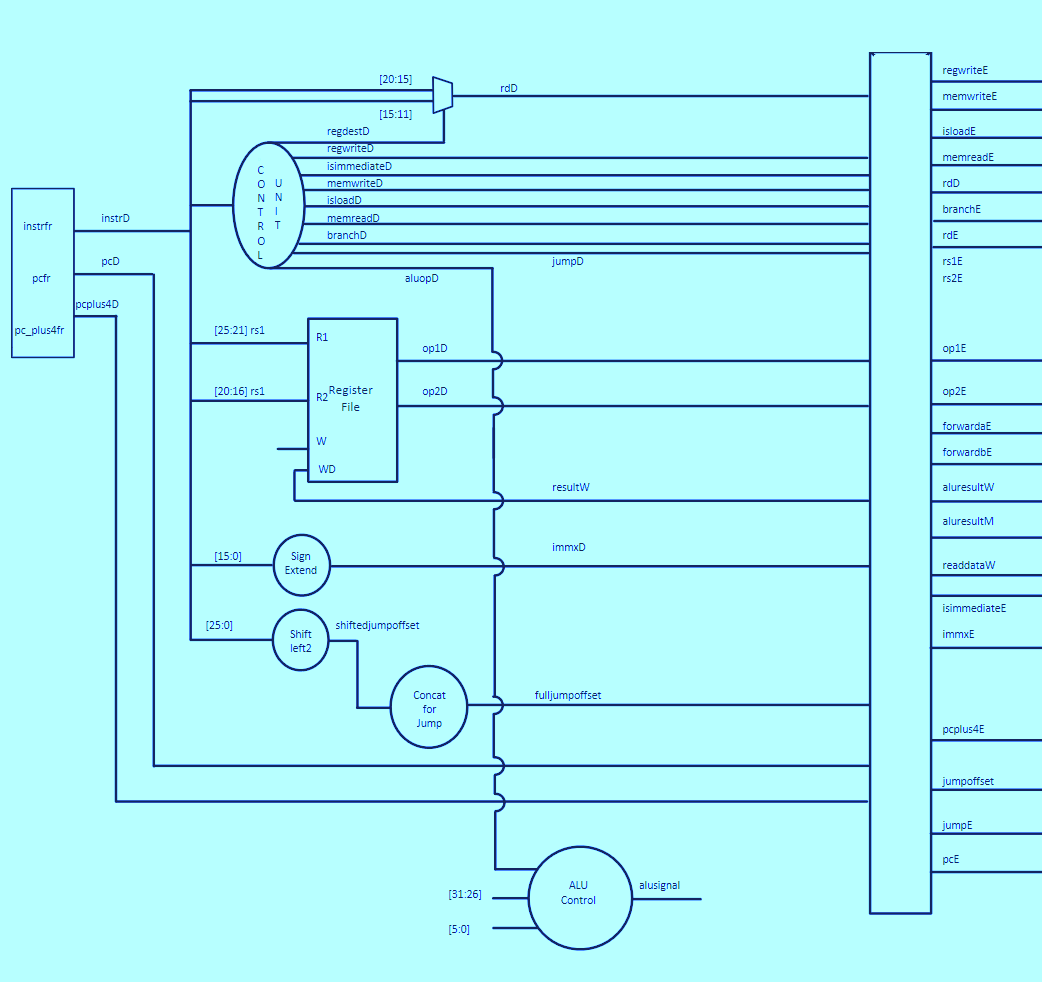 instrfr
pcfr
pc_plus4fr
instrD
pcD
pcplus4D
[20:15]
[15:11]
rdD
regdestD
regwriteD
isimmediateD
memwriteD
isloadD
memreadD
branchD
jumpD
aluopD
CONTROL
UNIT
[25:21] rs1
[20:16] rs1
R1
R2
Register
File
W
WD
op1D
op2D
resultW
[15:0]
Sign
Extend
immxD
[25:0]
Shift
left2
shiftedjumpoffset
Concat
for
Jump
fulljumpoffset
[31:26]
[5:0]
ALU
Control
alusignal
regwriteE
memwriteE
isloadE
memreadE
rdD
branchE
rdE
rs1E
rs2E
op1E
op2E
forwardaE
forwardbE
aluresultW
aluresultM
readdataW
isimmediateE
immxE
pcplus4E
jumpoffset
jumpE
pcE